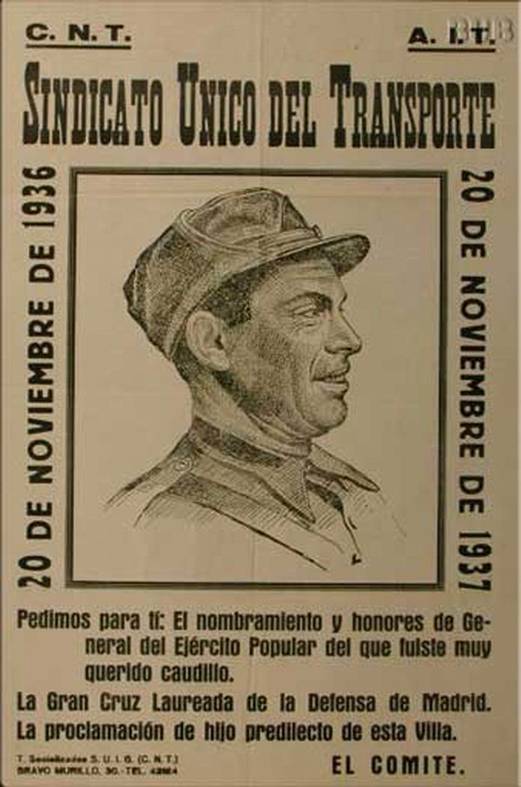 C. N. T.
A. I. T.
BHB
SINDICATO UNICO DEL TRANSPORTE
20 DE NOVIEMBRE DE 1936
20 DE NOVIEMBRE DE 1937
Pedimos para tí: El nombramiento y honores de Ge-
neral del Ejército Popular del que fuiste muy
querido caudillo.
La Gran Cruz Laureada de la Defensa de Madrid.
La proclamación de hijo predilecto de esta Villa.
T. Socializados S. U. I. G. (C. N. T.)
BRAVO MURILLO, 30.-TEL.
EL COMITE.